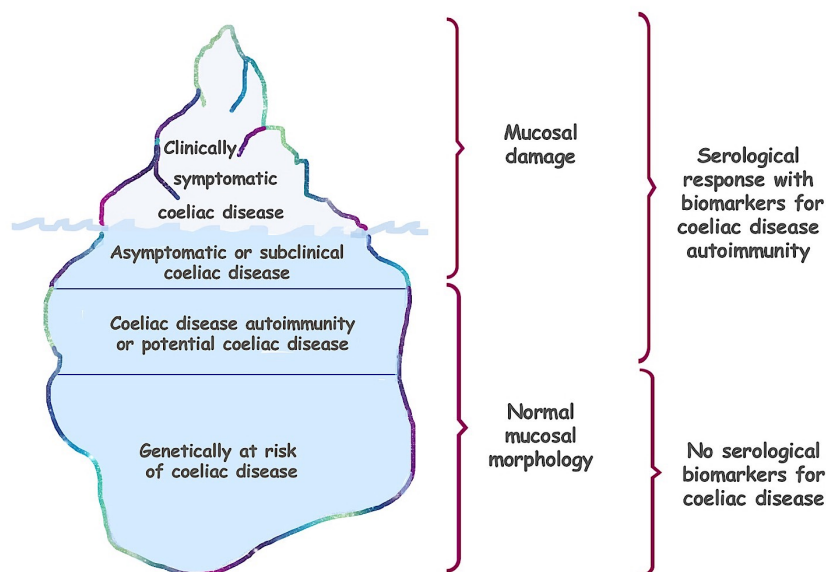 Clinically
symptomatic
coeliac disease
Asymptomatic or subclinical
coeliac disease
Coeliac disease autoimmunity
or potential coeliac disease
Genetically at risk
of coeliac disease
Mucosal
damage
Normal
mucosal
morphology
Serological
response with
biomarkers for
coeliac disease
autoimmunity
No serological
biomarkers for
coeliac disease